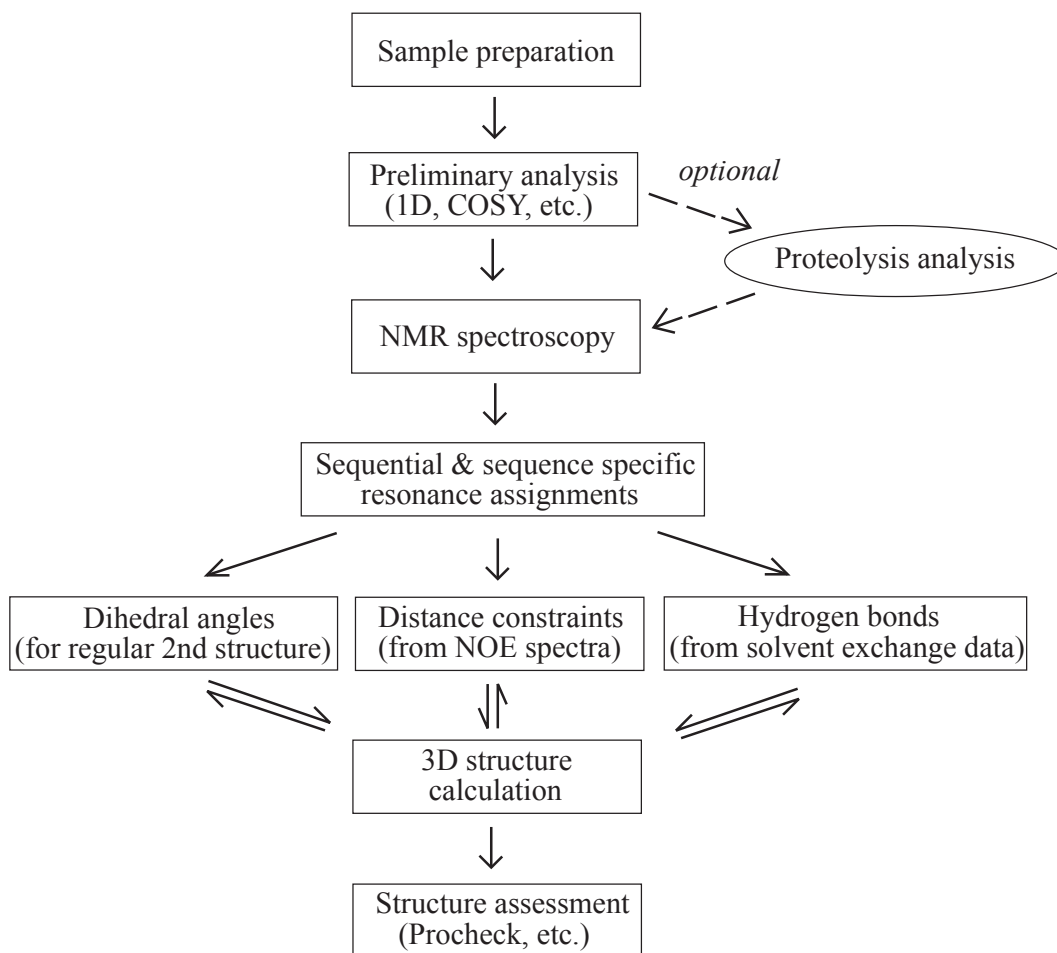 Sample preparation
Preliminary analysis
(1D, COSY, etc.)
optional
Proteolysis analysis
NMR spectroscopy
Sequential & sequence specific
resonance assignments
Dihedral angles
(for regular 2nd structure)
Distance constraints
(from NOE spectra)
Hydrogen bonds
(from solvent exchange data)
3D structure
calculation
Structure assessment
(Procheck, etc.)